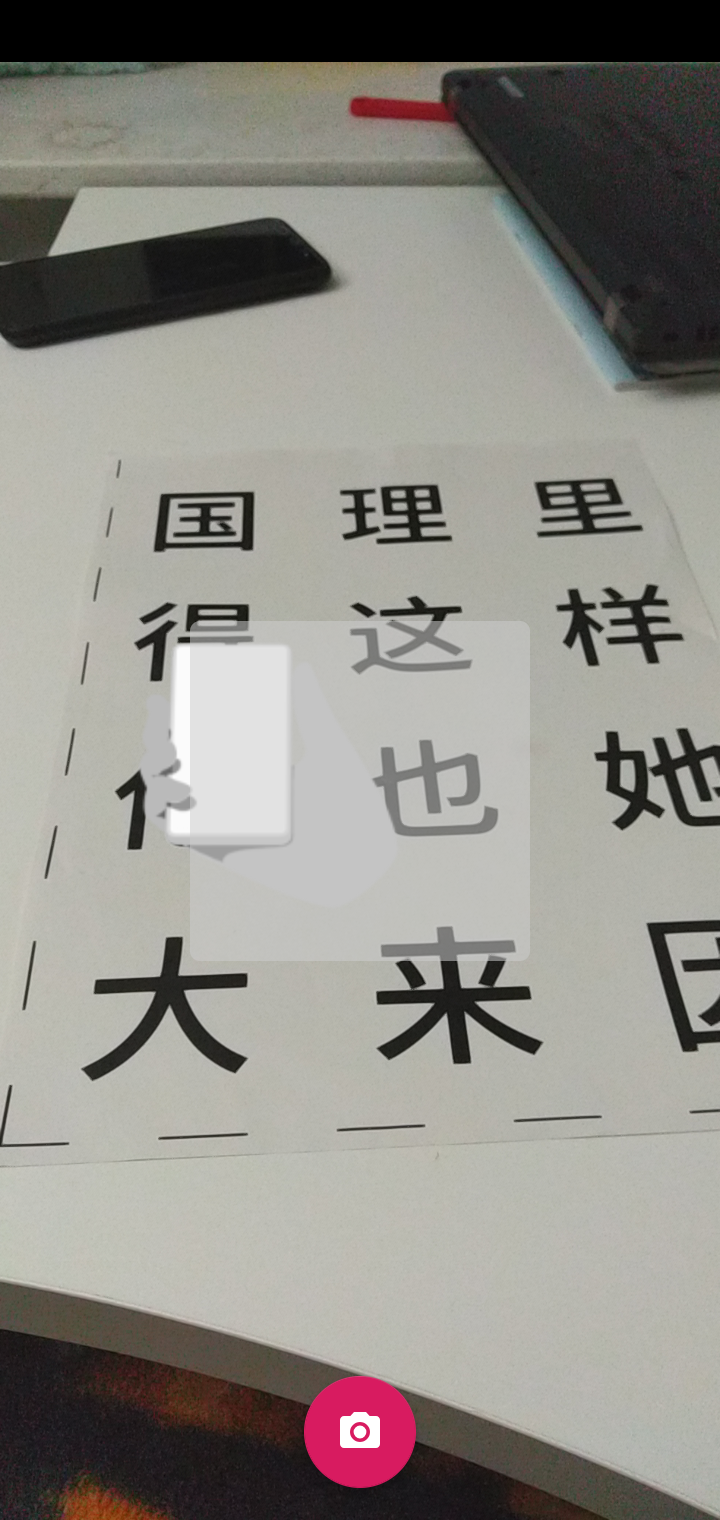 国 理 里
得 这 样
也 她
大 来